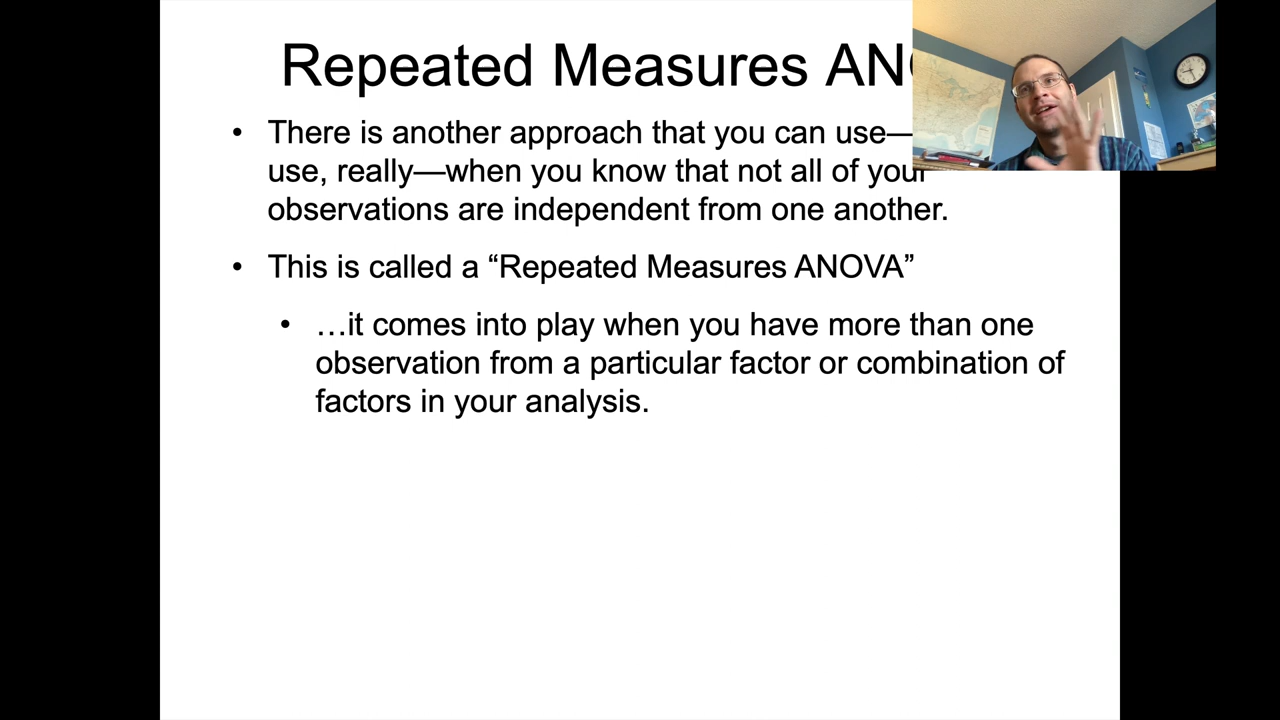 Repeated Measures AN
• There is another approach that you can use—
use, really—when you know that not all of your
observations are independent from one another.
• This is called a “Repeated Measures ANOVA”
• …it comes into play when you have more than one
observation from a particular factor or combination of
factors in your analysis.